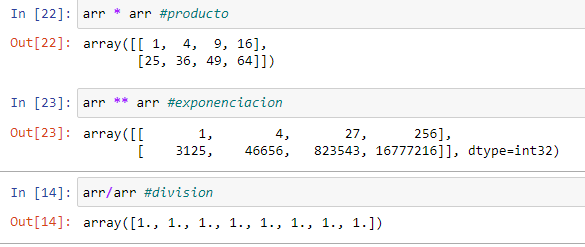 In [22]: arr * arr #producto
Out[22]: array([[ 1,  4,  9, 16],
       [25, 36, 49, 64]])
In [23]: arr ** arr #exponenciacion
Out[23]: array([[       1,        4,       27,      256],
       [    3125,    46656,   823543, 16777216]], dtype=int32)
In [14]: arr/arr #division
Out[14]: array([1., 1., 1., 1., 1., 1., 1., 1.])